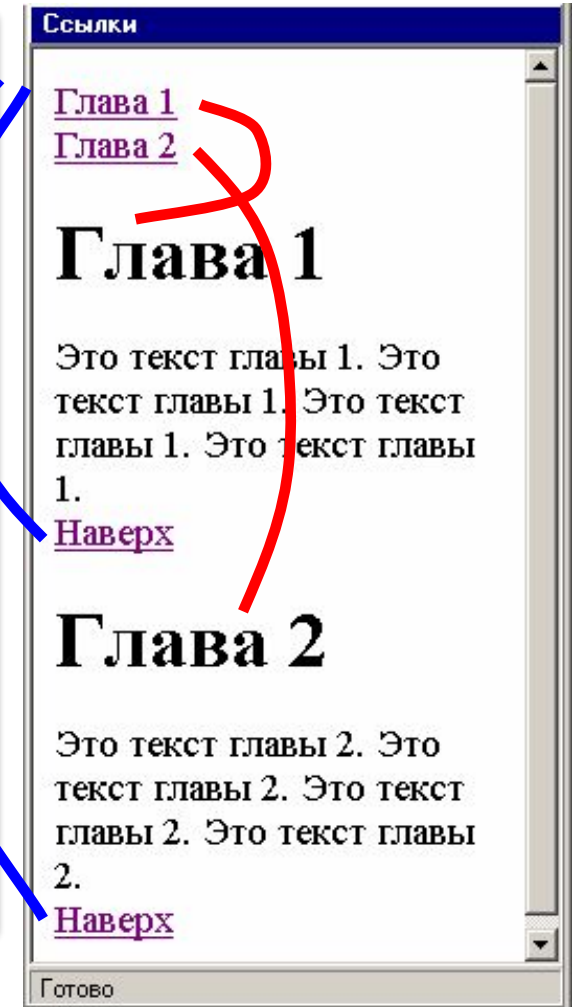 Ссылки
Глава 1
Глава 2
Глава 1
Это текст главы 1. Это
текст главы 1. Это текст
главы 1. Это текст главы
1.
Наверх
Глава 2
Это текст главы 2. Это
текст главы 2. Это текст
главы 2. Это текст главы
2.
Наверх
Готово